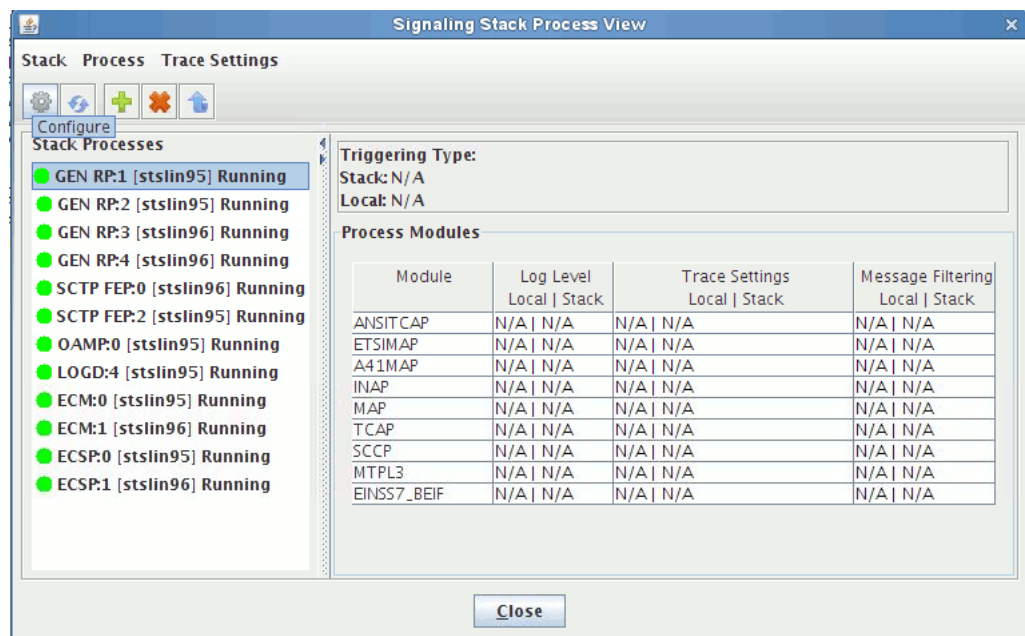 Signaling Stack Process View
Stack Process Trace Settings
Configure
Stack Processes
GEN RP:1 [stslin95] Running
GEN RP:2 [stslin95] Running
GEN RP:3 [stslin96] Running
GEN RP:4 [stslin96] Running
SCTP FEP:0 [stslin96] Running
SCTP FEP:2 [stslin95] Running
OAMP:0 [stslin95] Running
LOGD:4 [stslin95] Running
ECM:0 [stslin95] Running
ECM:1 [stslin96] Running
ECSP:0 [stslin95] Running
ECSP:1 [stslin96] Running
Triggering Type:
Stack: N/A
Local: N/A
Process Modules
Module Log Level Trace Settings Message Filtering
Local | Stack Local | Stack Local | Stack
ANSITCAP N/A | N/A N/A | N/A N/A | N/A
ETSIMAP N/A | N/A N/A | N/A N/A | N/A
A41MAP N/A | N/A N/A | N/A N/A | N/A
INAP N/A | N/A N/A | N/A N/A | N/A
MAP N/A | N/A N/A | N/A N/A | N/A
TCAP N/A | N/A N/A | N/A N/A | N/A
SCCP N/A | N/A N/A | N/A N/A | N/A
MTPL3 N/A | N/A N/A | N/A N/A | N/A
EINSS7_BEIF N/A | N/A N/A | N/A N/A | N/A
Close